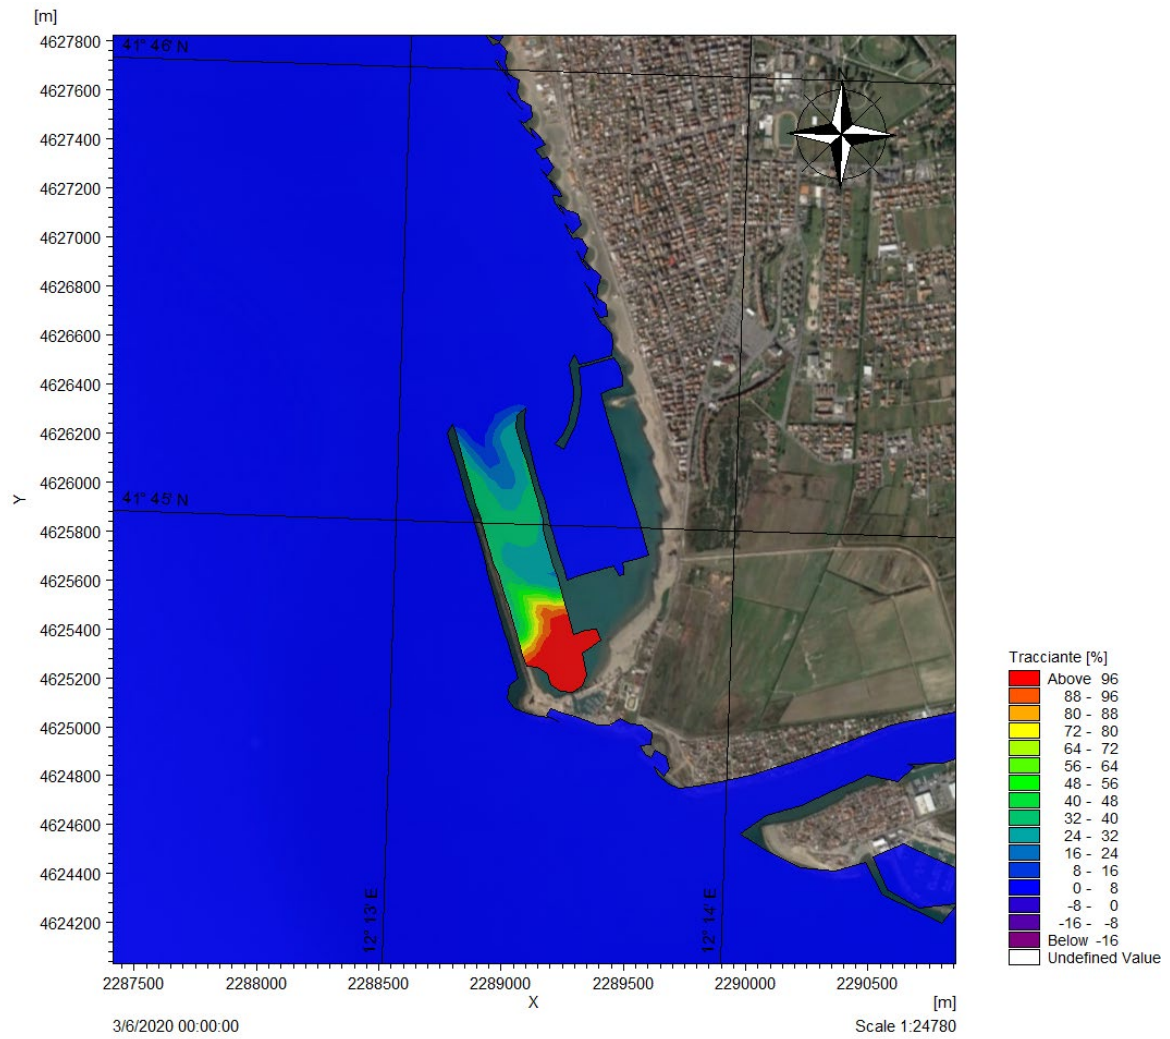 [m]
4627800
4627600
4627400
4627200
4627000
4626800
4626600
4626400
4626200
4626000
4625800
4625600
4625400
4625200
4625000
4624800
4624600
4624400
4624200
Y
41° 46' N
41° 45' N
12° 13' E
12° 14' E
N
2287500 2288000 2288500 2289000 2289500 2290000 2290500
X
[m]
3/6/2020 00:00:00
Scale 1:24780
Tracciante [%]
Above 96
88 - 96
80 - 88
72 - 80
64 - 72
56 - 64
48 - 56
40 - 48
32 - 40
24 - 32
16 - 24
8 - 16
0 - 8
-8 - 0
-16 - -8
Below -16
Undefined Value